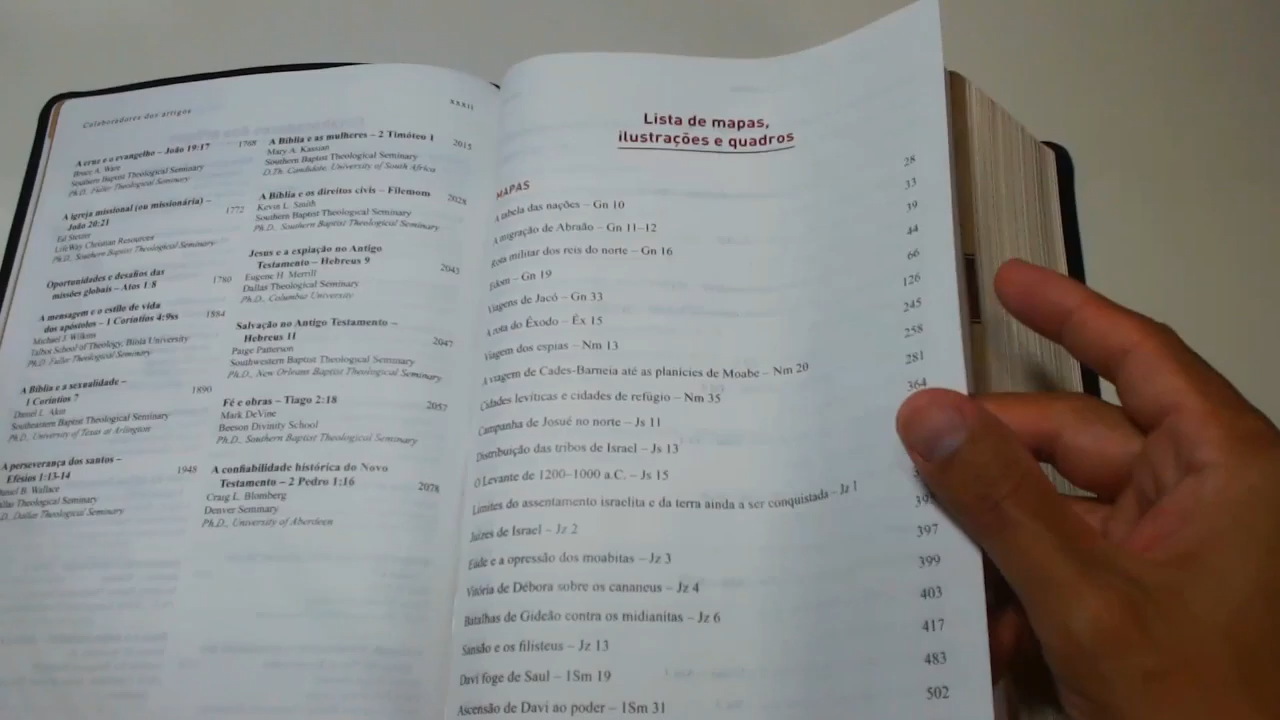 Colaboradores dos artigos
XXXII
A cruz e o evangelho – João 19:17 1768
Bruce A. Ware
Southern Baptist Theological Seminary
Ph.D., Fuller Theological Seminary
A igreja missional (ou missionária) – João 20:21 1772
Ed Stetzer
LifeWay Christian Resources
Ph.D., Southern Baptist Theological Seminary
Oportunidades e desafios das
missões globais – Atos 1:8 1780
A mensagem e o estilo de vida
dos apóstolos – 1 Coríntios 4:9ss 1884
Michael J. Wilkins
Talbot School of Theology, Biola University
Ph.D. Fuller Theological Seminary
A Bíblia e a sexualidade –
1 Coríntios 7 1890
Daniel L. Akin
Southeastern Baptist Theological Seminary
Ph.D., University of Texas at Arlington
A perseverança dos santos –
Efésios 1:13-14 1948
B. Wallace
Theological Seminary
Dallas Theological Seminary
A Bíblia e as mulheres – 2 Timóteo 1 2015
Mary A. Kassian
Southern Baptist Theological Seminary
D.Th. Candidate, University of South Africa
A Bíblia e os direitos civis – Filemom 2028
Kevin L. Smith
Southern Baptist Theological Seminary
Ph.D., Southern Baptist Theological Seminary
Jesus e a expiação no Antigo
Testamento – Hebreus 9 2043
Eugene H. Merrill
Dallas Theological Seminary
Ph.D., Columbia University
Salvação no Antigo Testamento –
Hebreus 11 2047
Paige Patterson
Southwestern Baptist Theological Seminary
Ph.D., New Orleans Baptist Theological Seminary
Fé e obras – Tiago 2:18 2057
Mark DeVine
Beeson Divinity School
Ph.D., Southern Baptist Theological Seminary
A confiabilidade histórica do Novo
Testamento – 2 Pedro 1:16 2078
Craig L. Blomberg
Denver Seminary
Ph.D., University of Aberdeen
Lista de mapas,
ilustrações e quadros
MAPAS
A tabela das nações – Gn 10 28
A migração de Abraão – Gn 11–12 33
Rota militar dos reis do norte – Gn 16 39
Edom – Gn 19 44
Viagens de Jacó – Gn 33 66
A rota do Êxodo – Êx 15 126
Viagem dos espias – Nm 13 245
A viagem de Cades-Barneia até as planícies de Moabe – Nm 20 258
Cidades levíticas e cidades de refúgio – Nm 35 281
Campanha de Josué no norte – Js 11 364
Distribuição das tribos de Israel – Js 13
O Levante de 1200–1000 a.C. – Js 15
Limites do assentamento israelita e da terra ainda a ser conquistada – Jz 1
Juízes de Israel – Jz 2 397
Eúde e a opressão dos moabitas – Jz 3 399
Vitória de Débora sobre os cananeus – Jz 4 403
Batalhas de Gideão contra os midianitas – Jz 6 417
Sansão e os filisteus – Jz 13 483
Davi foge de Saul – 1Sm 19 502
Ascensão de Davi ao poder – 1Sm 31